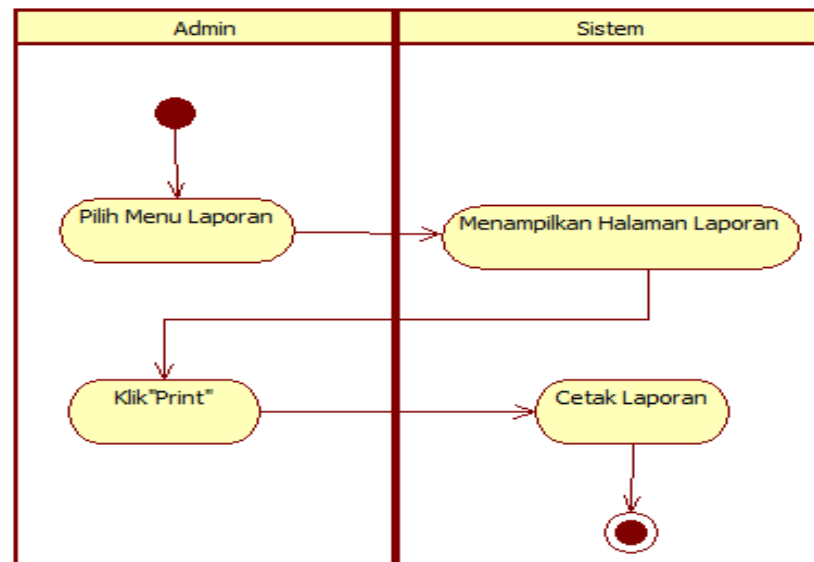 Admin
Sistem
Pilih Menu Laporan
Menampilkan Halaman Laporan
Klik"Print"
Cetak Laporan